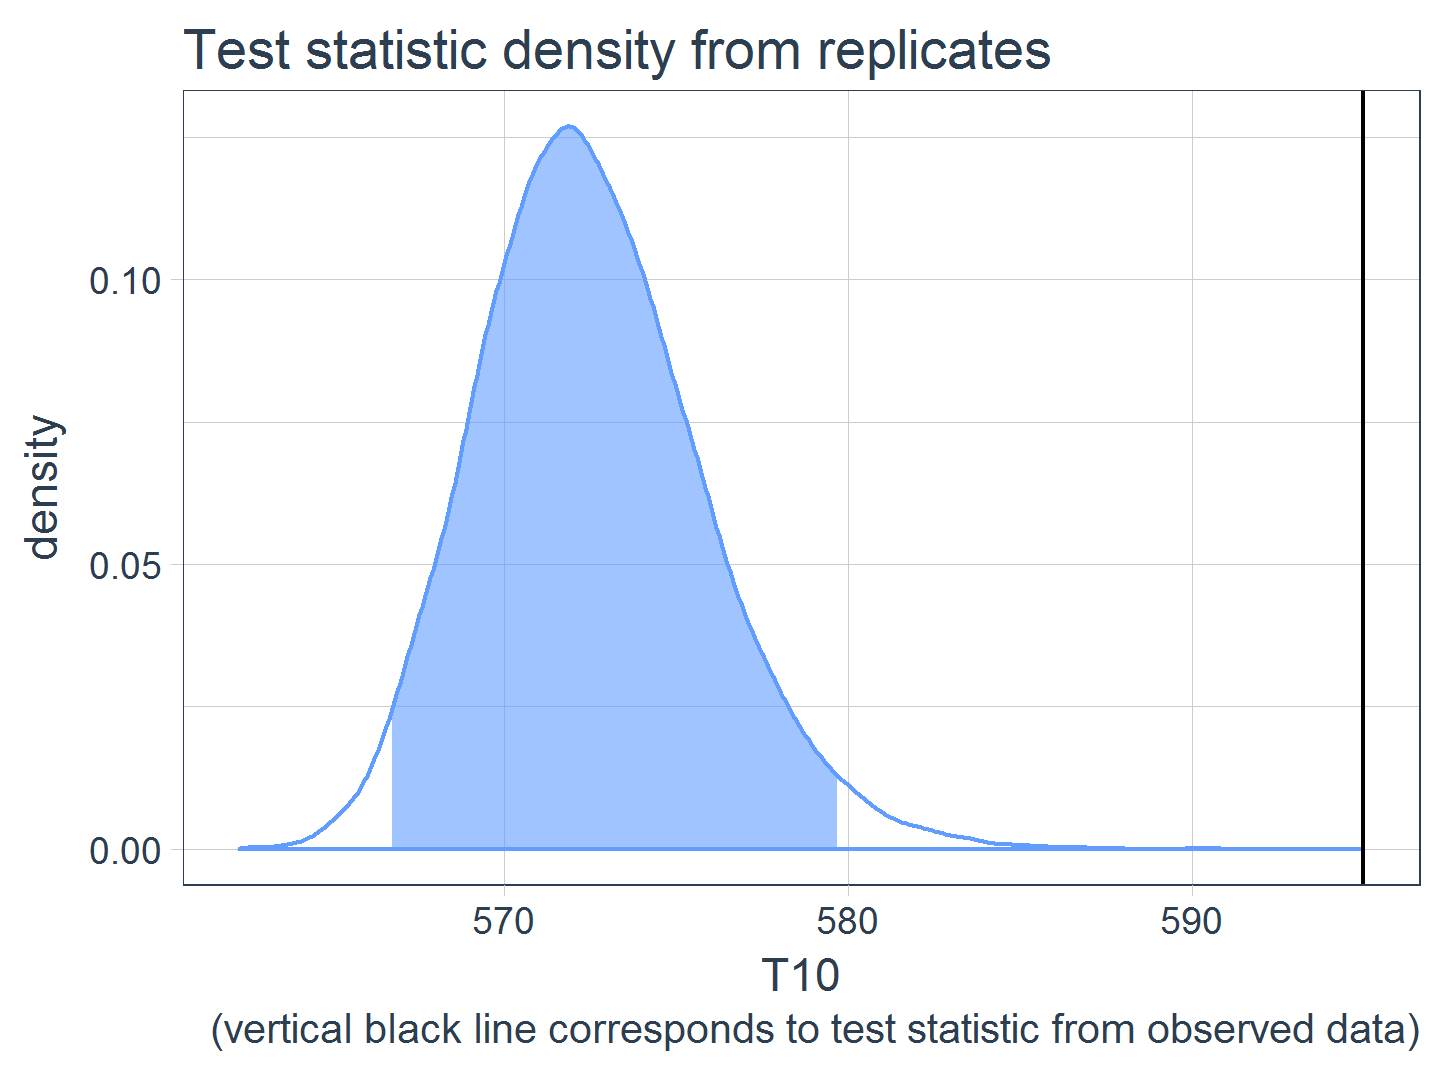 Test statistic density from replicates
density
0.10
0.05
0.00
570 580 590
T10
(vertical black line corresponds to test statistic from observed data)